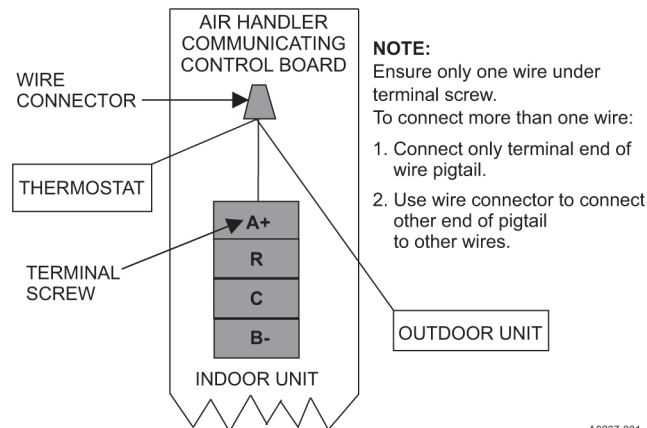 AIR HANDLER
COMMUNICATING
CONTROL BOARD
WIRE
CONNECTOR
THERMOSTAT
A+
R
C
B-
TERMINAL
SCREW
INDOOR UNIT
OUTDOOR UNIT
NOTE:
Ensure only one wire under
terminal screw.
To connect more than one wire:
1. Connect only terminal end of
wire pigtail.
2. Use wire connector to connect
other end of pigtail
to other wires.